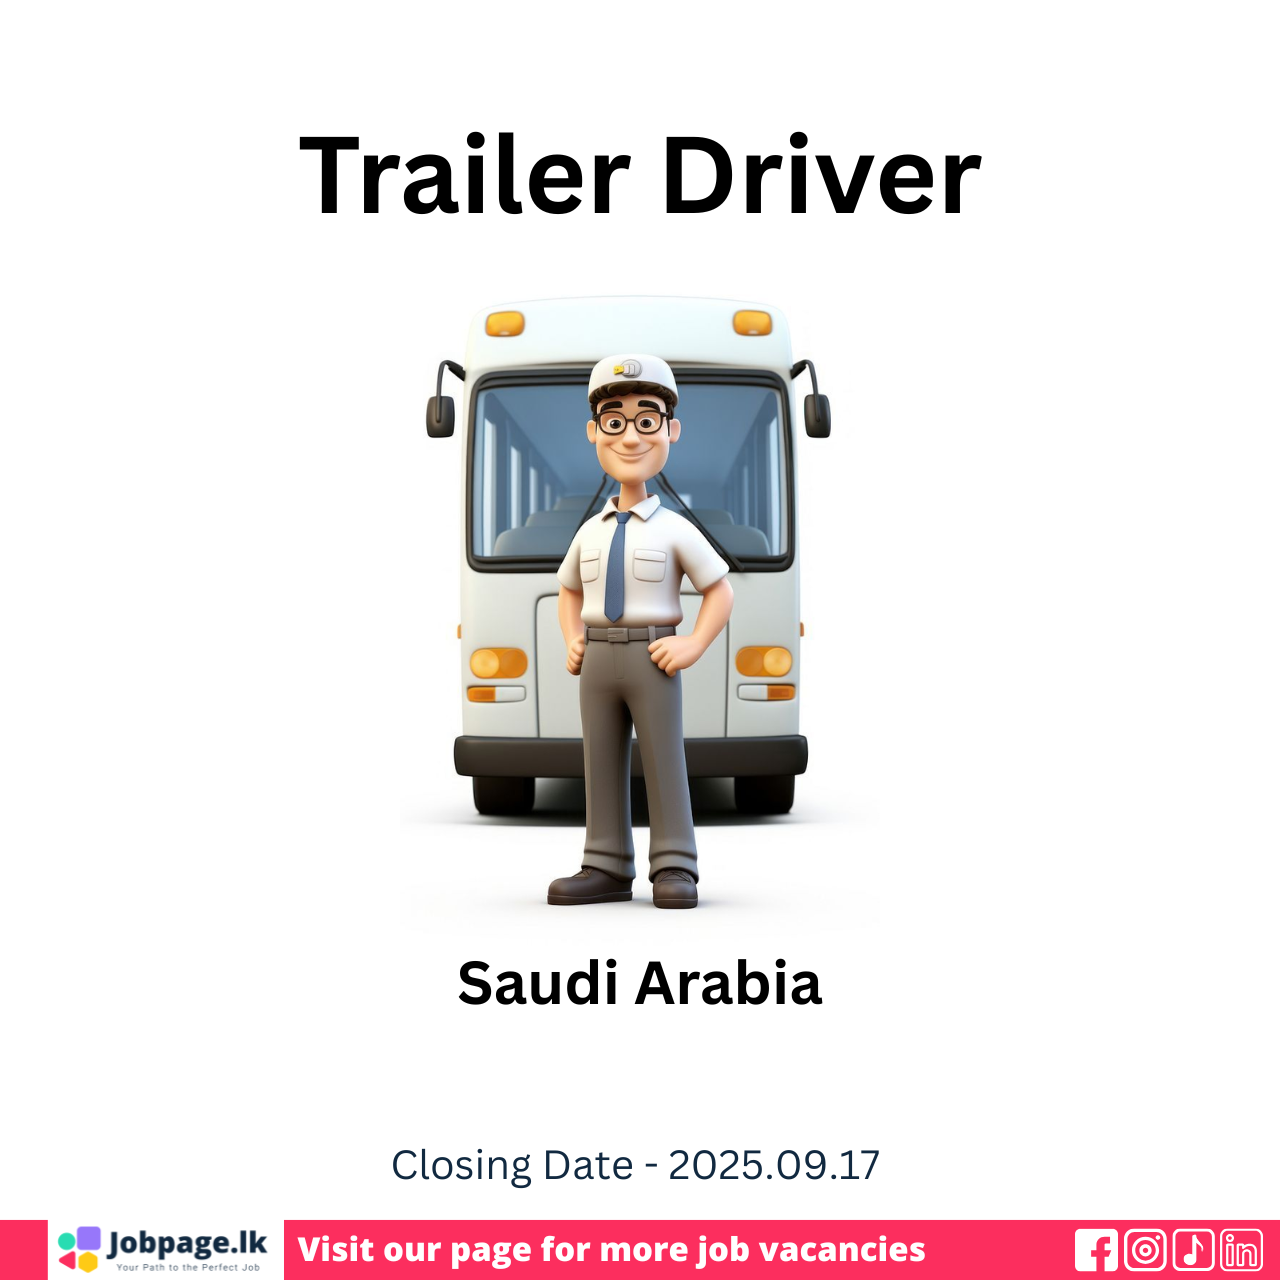 Trailer Driver
Saudi Arabia
Closing Date - 2025.09.17
Jobpage.lk
Your Path to the Perfect Job
Visit our page for more job vacancies